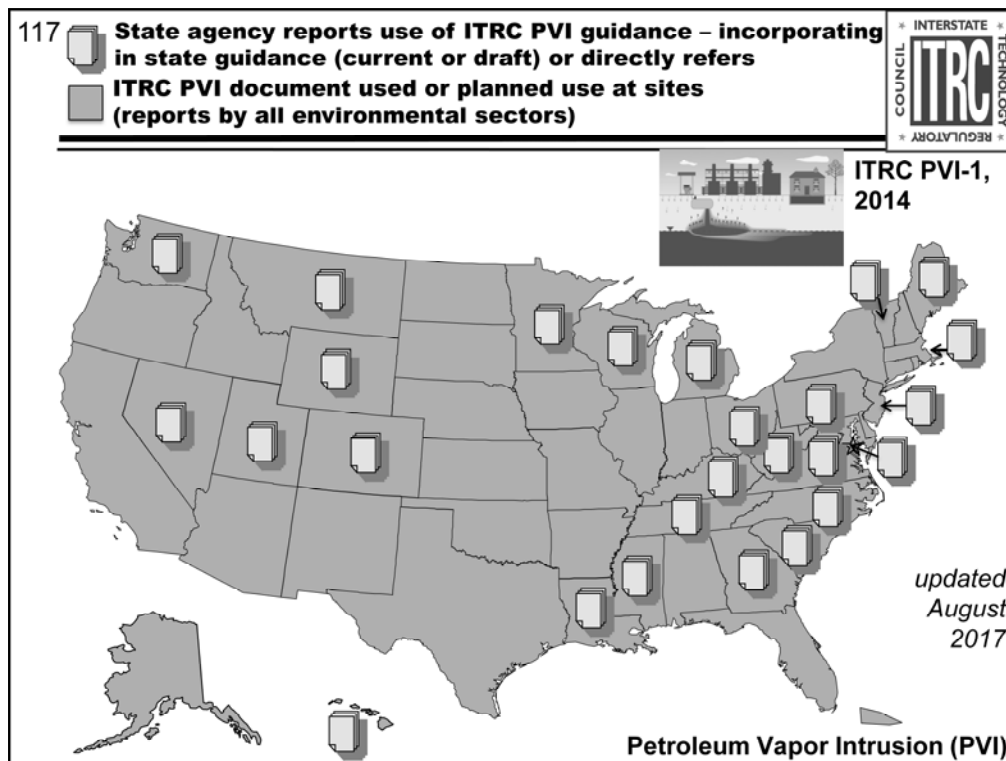 117
State agency reports use of ITRC PVI guidance – incorporating
in state guidance (current or draft) or directly refers
ITRC PVI document used or planned use at sites
(reports by all environmental sectors)
* INTERSTATE *
COUNCIL
ITRC
TECHNOLOGY
* REGULATORY *
ITRC PVI-1,
2014
updated
August
2017
Petroleum Vapor Intrusion (PVI)